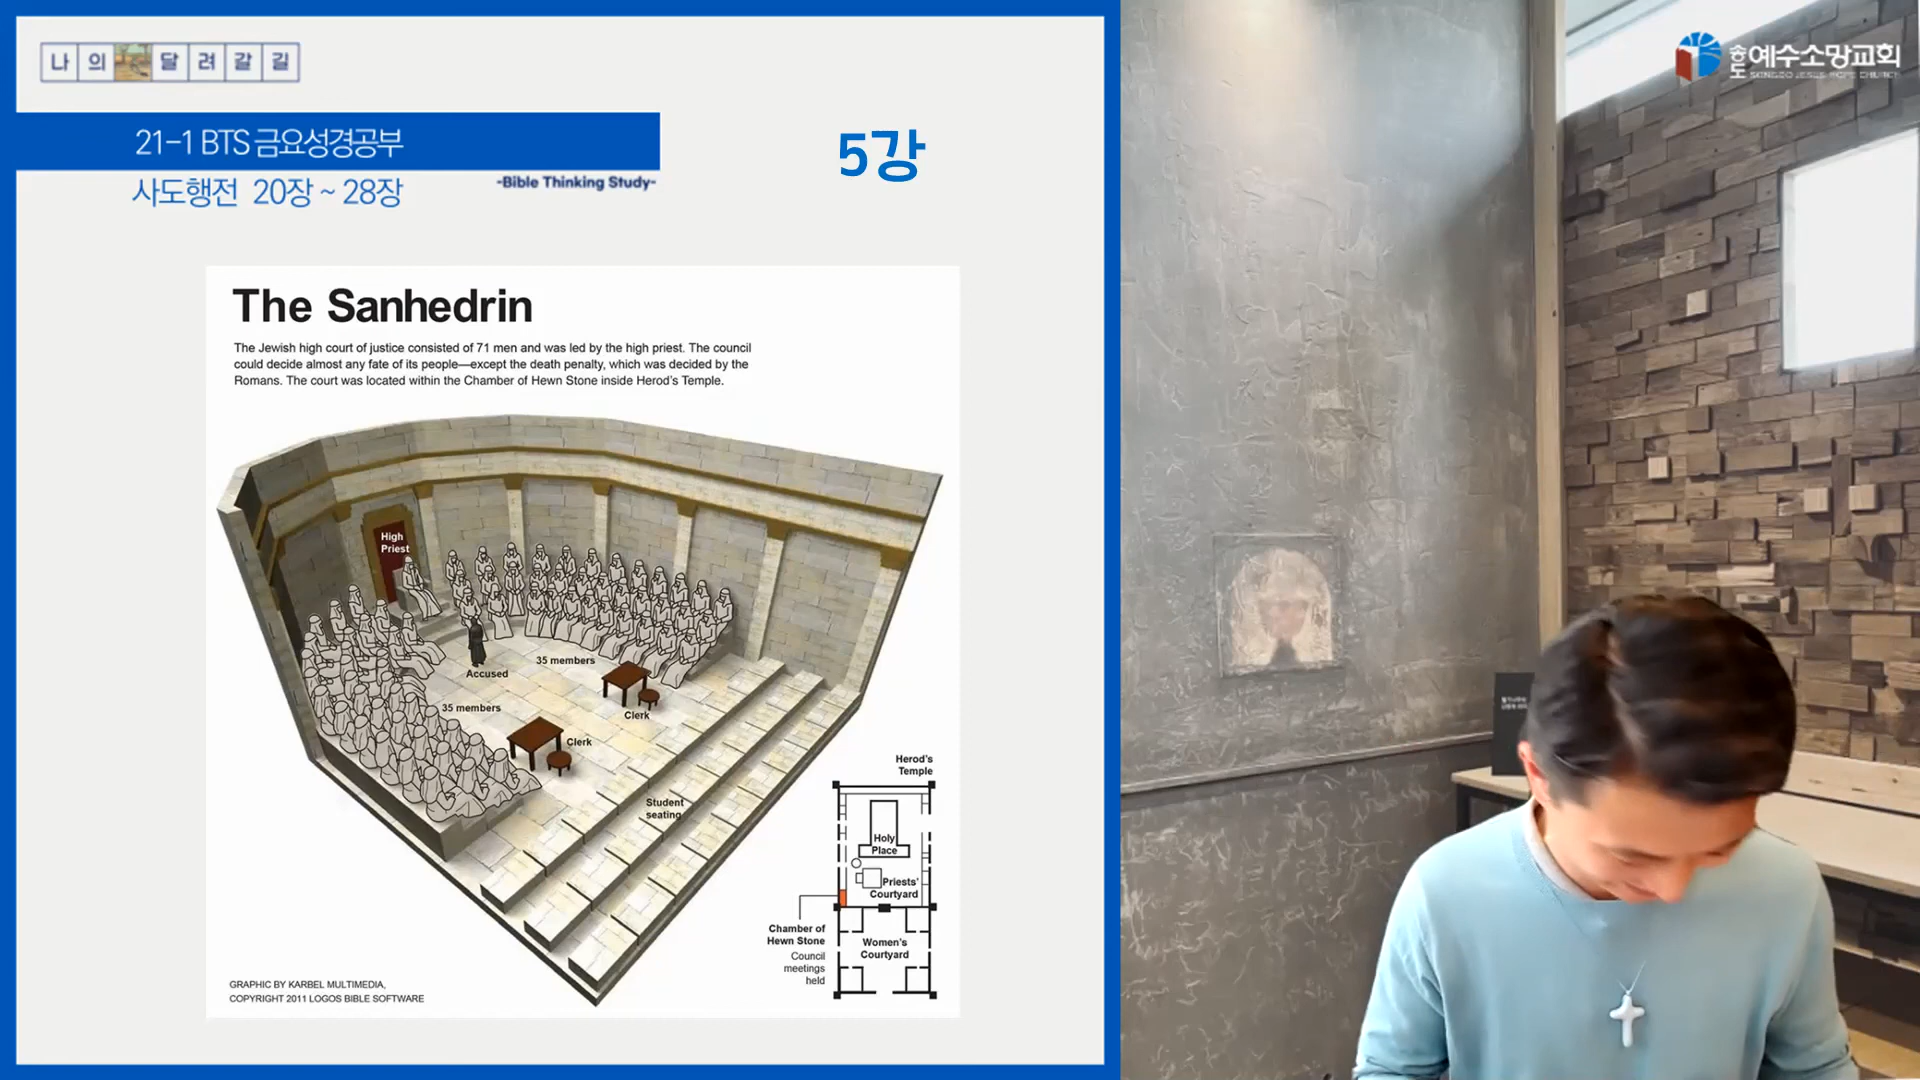 나의 달려갈길
21-1 BTS 금요성경공부
사도행전 20장 ~ 28장
-Bible Thinking Study-
5강
The Sanhedrin
The Jewish high court of justice consisted of 71 men and was led by the high priest. The council
could decide almost any fate of its people—except the death penalty, which was decided by the
Romans. The court was located within the Chamber of Hewn Stone inside Herod's Temple.
High
Priest
Accused
35 members
35 members
Clerk
Clerk
Student
seating
Herod's
Temple
Holy
Place
Priests'
Courtyard
Chamber of
Hewn Stone
Council
meetings
held
Women's
Courtyard
GRAPHIC BY KARBEL MULTIMEDIA,
COPYRIGHT 2011 LOGOS BIBLE SOFTWARE
송도예수소망교회
SONGDO JESUS HOPE CHURCH